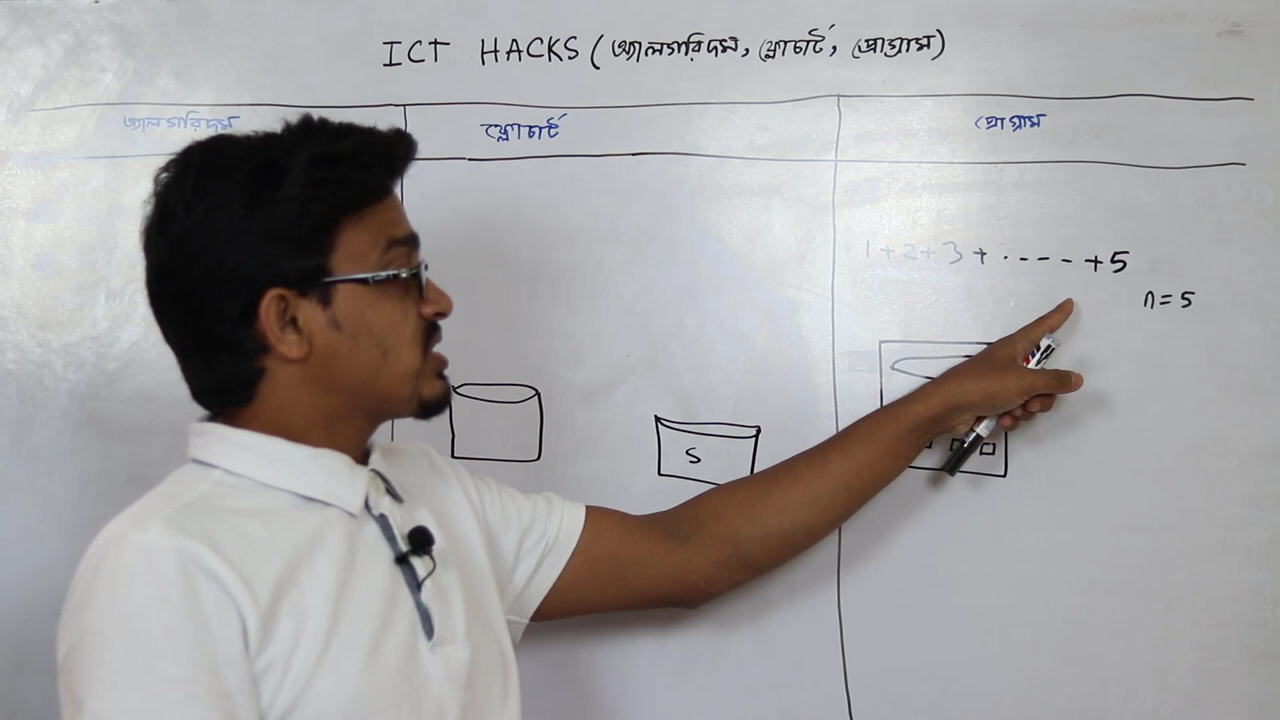 ICT HACKS (অ্যালগরিদম, ফ্লোচার্ট, প্রোগ্রাম)
অ্যালগরিদম ফ্লোচার্ট প্রোগ্রাম
1+2+3+ . - - - - +5
n=5
S